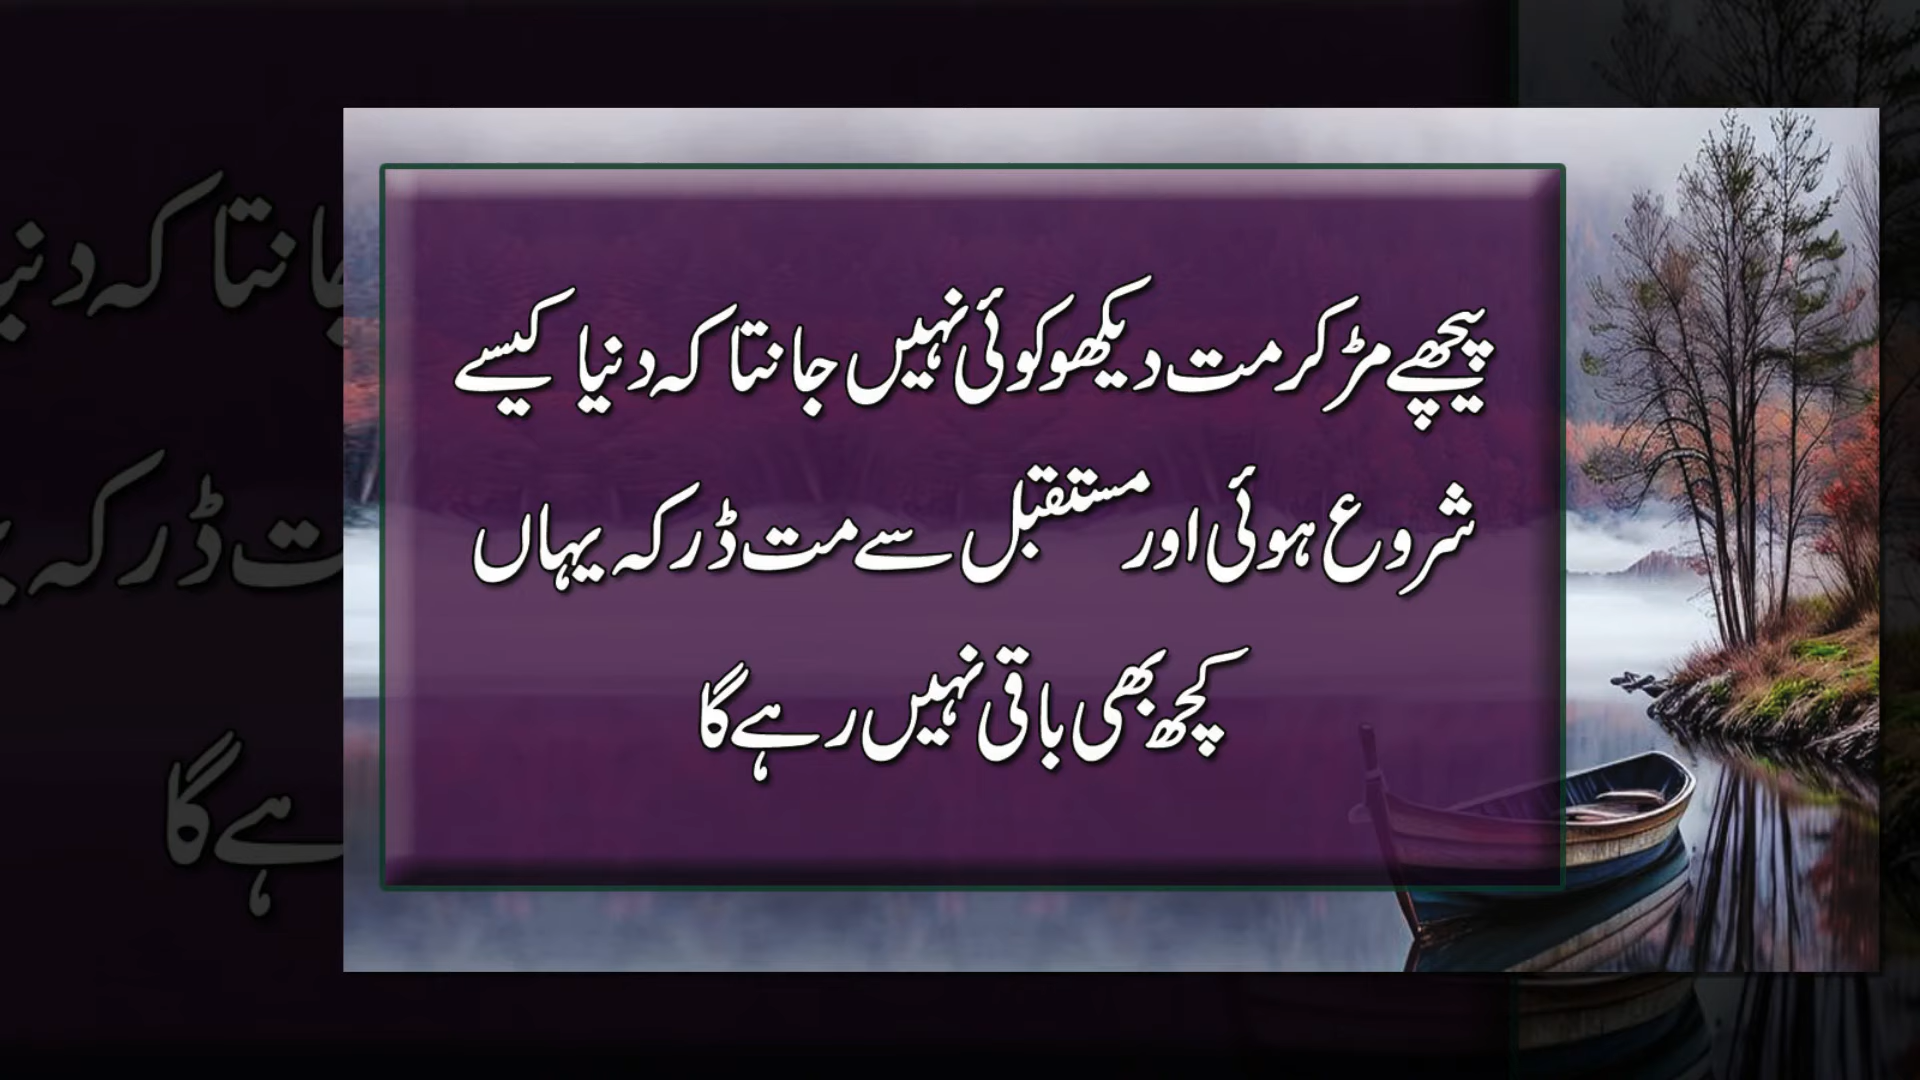 پیچھے مڑ کر مت دیکھو کوئی نہیں جانتا کہ دنیا کیسے
شروع ہوئی اور مستقبل سے مت ڈر کہ یہاں
کچھ بھی باقی نہیں رہے گا